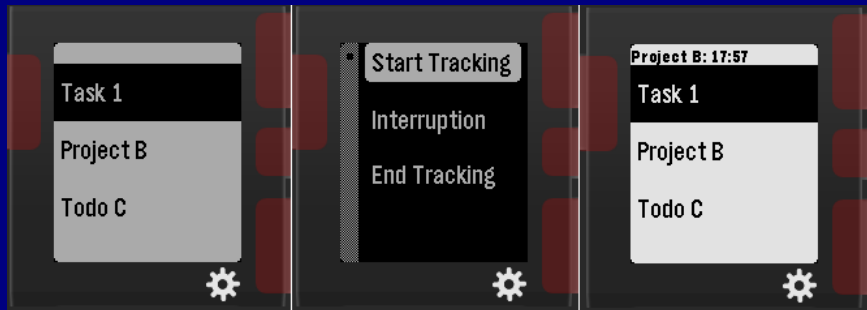 Task 1
Project B
Todo C
Start Tracking
Interruption
End Tracking
Project B: 17:57
Task 1
Project B
Todo C